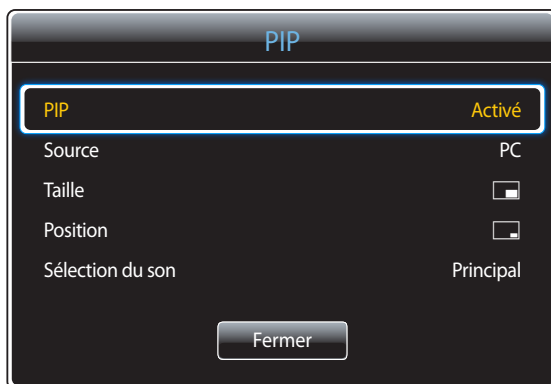 PIP
PIP Activé
Source PC
Taille
Position
Sélection du son Principal
Fermer